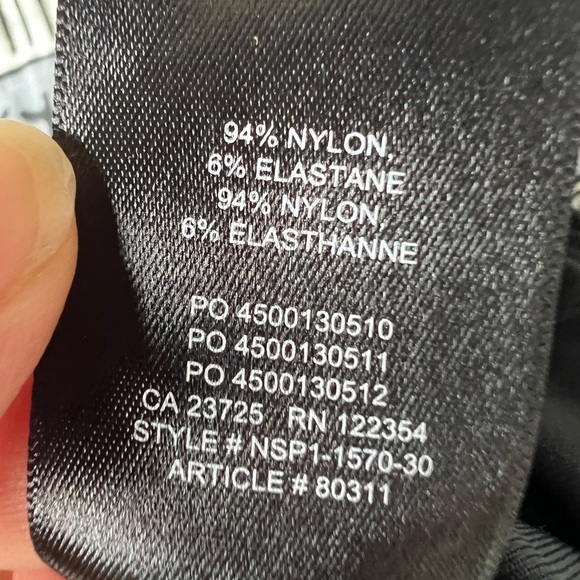 94% NYLON,
6% ELASTANE
94% NYLON,
6% ELASTHANNE
PO 4500130510
PO 4500130511
PO 4500130512
CA 23725 RN 122354
STYLE # NSP1-1570-30
ARTICLE # 80311